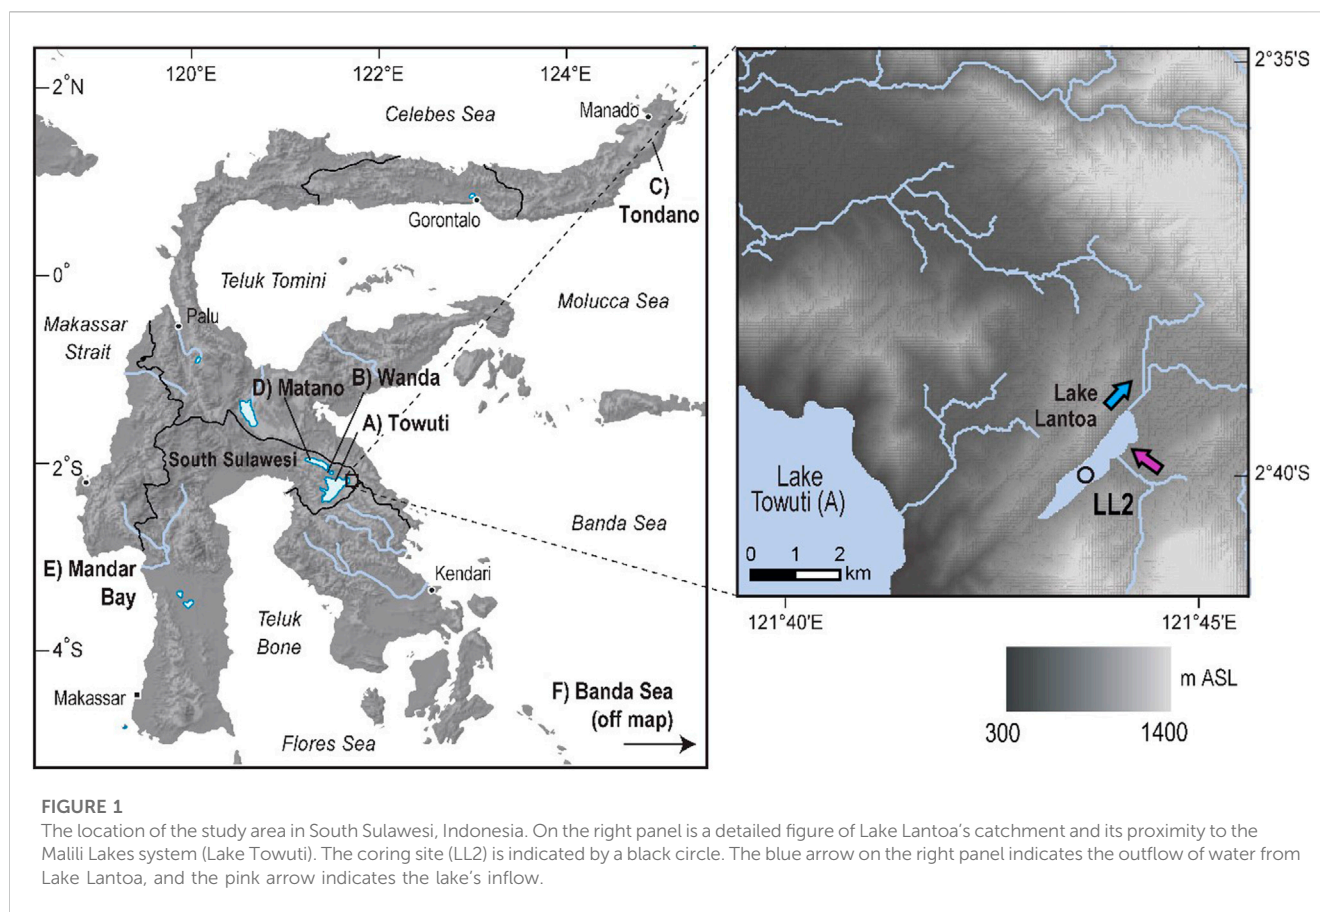 120°E
122°E
124°E
2°N
0°
2°S
4°S
Celebes Sea
Manado
C)
Tondano
Gorontalo
Teluk Tomini
Molucca Sea
Makassar
Strait
Palu
D) Matano
B) Wanda
A) Towuti
South Sulawesi
Banda Sea
E) Mandar
Bay
Kendari
Teluk
Bone
Makassar
F) Banda Sea
(off map)
Flores Sea
2°35'S
2°40'S
Lake
Lantoa
Lake
Towuti (A)
LL2
0 1 2
km
121°40'E
121°45'E
m ASL
300
1400
FIGURE 1
The location of the study area in South Sulawesi, Indonesia. On the right panel is a detailed figure of Lake Lantoa's catchment and its proximity to the
Malili Lakes system (Lake Towuti). The coring site (LL2) is indicated by a black circle. The blue arrow on the right panel indicates the outflow of water from
Lake Lantoa, and the pink arrow indicates the lake's inflow.